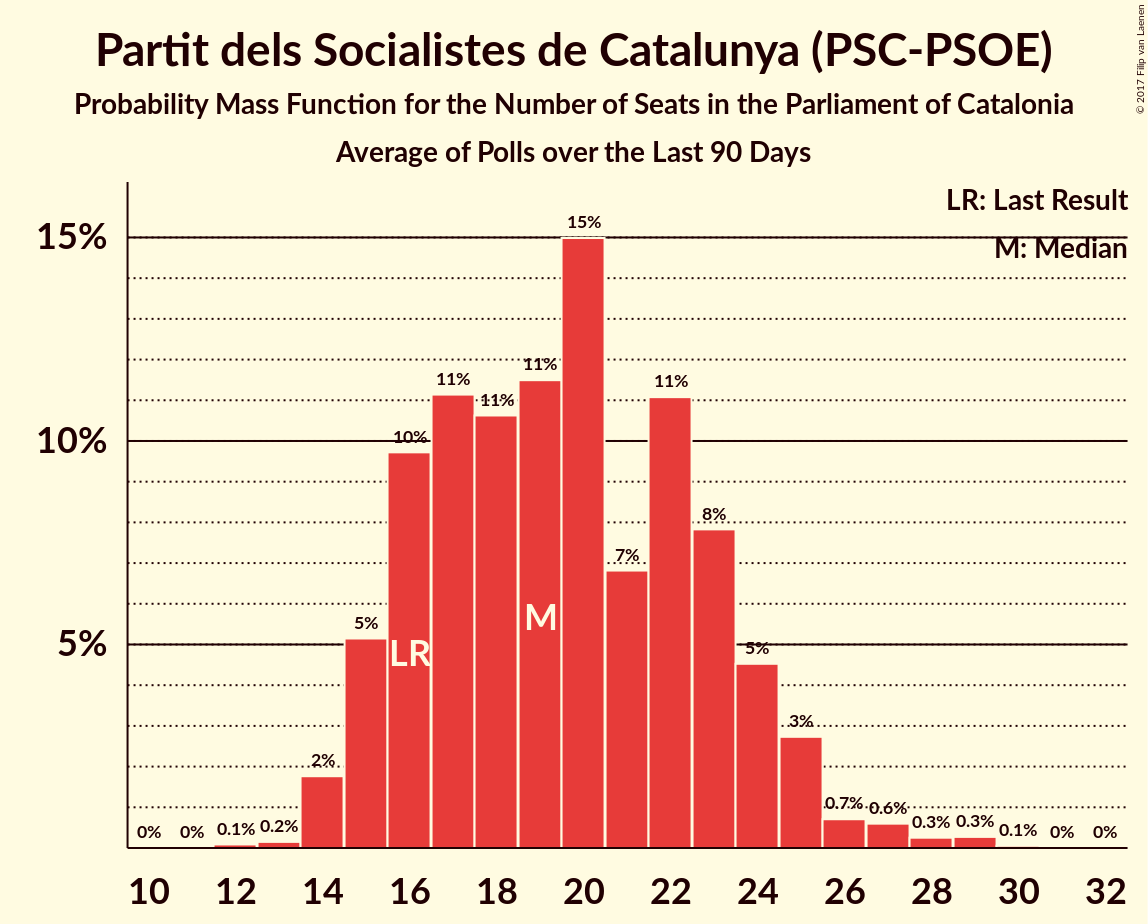 Partit dels Socialistes de Catalunya (PSC-PSOE)
Probability Mass Function for the Number of Seats in the Parliament of Catalonia
Average of Polls over the Last 90 Days
© 2017 Filip van Laenen
LR: Last Result
M: Median
15%
10%
5%
0%
0%
0.1%
0.2%
2%
5%
10%
11%
11%
11%
15%
7%
11%
8%
5%
3%
0.7%
0.6%
0.3%
0.3%
0.1%
0%
0%
LR
M
10 12 14 16 18 20 22 24 26 28 30 32